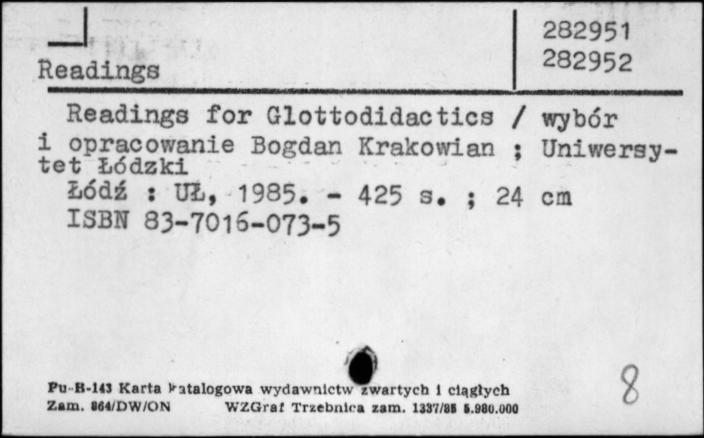 282951
282952
Readings
Readings for Glottodidactics / wybór
i opracowanie Bogdan Krakowian ; Uniwersy-
tet Łódzki
Łódź : UŁ, 1985. - 425 s. ; 24 cm
ISBN 83-7016-073-5
Pu-B-143 Karta katalogowa wydawnictw zwartych i ciągłych
Zam. 864/DW/ON WZGraf Trzebnica zam. 1337/85 5.980.000
8